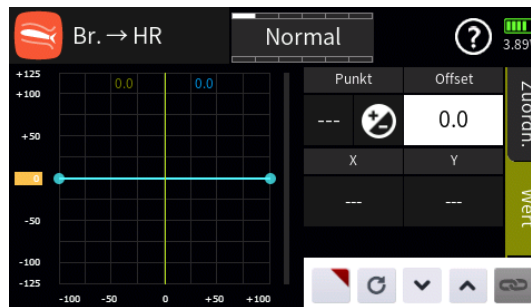 Br. → HR
Normal
?
3.89
+125
+100
+50
0
-50
-100
-125
0.0
0.0
-100
-50
0
+50
+100
Punkt
Offset
---
0.0
X
Y
---
---
Zuordn.
Wert